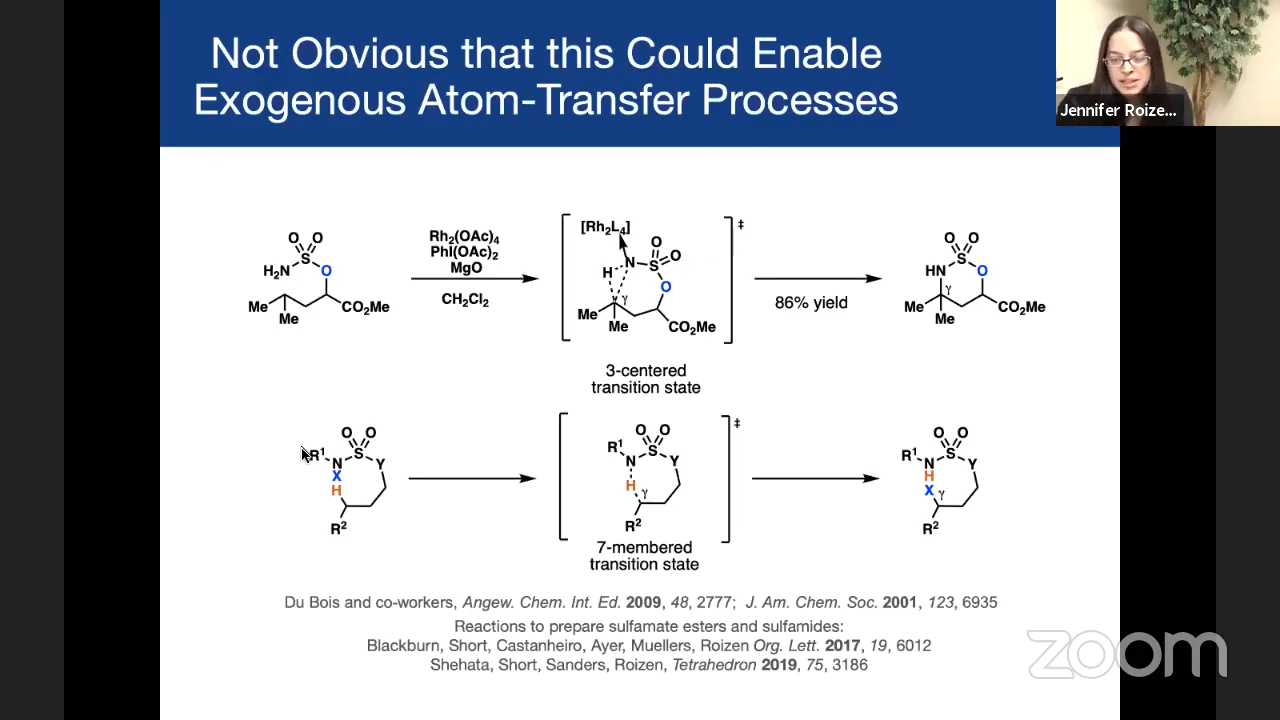 Not Obvious that this Could Enable
Exogenous Atom-Transfer Processes
Jennifer Roize...
O O
S
H2N
O
Me
Me
CO2Me
Rh2(OAc)4
PhI(OAc)2
MgO
CH2Cl2
[Rh2L4]
‡
O
H N S O
O
γ
Me
Me
CO2Me
3-centered
transition state
86% yield
O O
S
HN O
γ
Me
Me
CO2Me
O O
R1 S
N Y
X
H
R2
‡
O O
R1 S
N Y
H
γ
R2
7-membered
transition state
O O
R1 S
N Y
H
X γ
R2
Du Bois and co-workers, Angew. Chem. Int. Ed. 2009, 48, 2777; J. Am. Chem. Soc. 2001, 123, 6935
Reactions to prepare sulfamate esters and sulfamides:
Blackburn, Short, Castanheiro, Ayer, Muellers, Roizen Org. Lett. 2017, 19, 6012
Shehata, Short, Sanders, Roizen, Tetrahedron 2019, 75, 3186
zoom